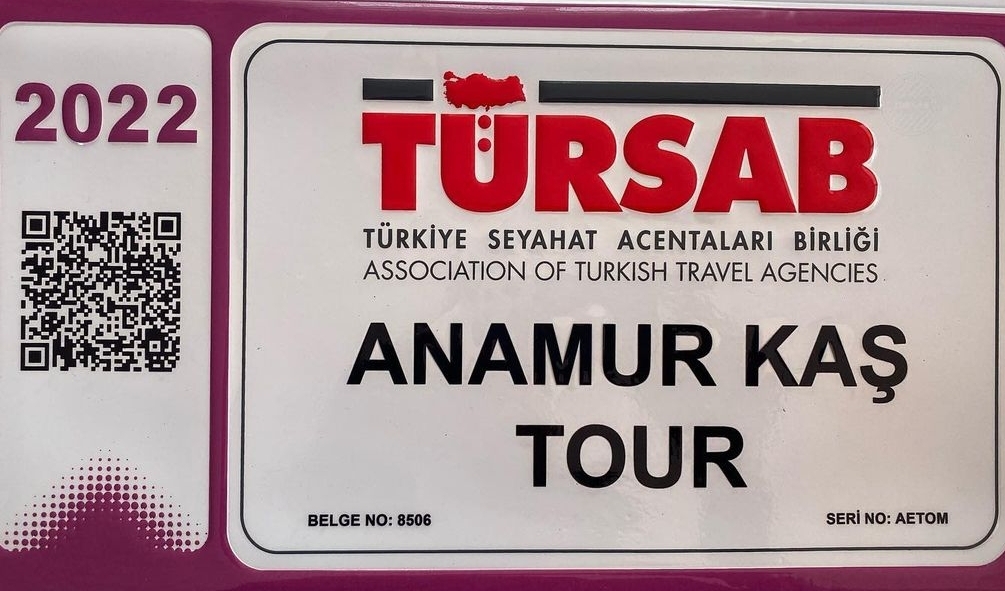 2022
TÜRSAB
TÜRKİYE SEYAHAT ACENTALARI BİRLİĞİ
ASSOCIATION OF TURKISH TRAVEL AGENCIES
ANAMUR KAŞ
TOUR
BELGE NO: 8506
SERİ NO: AETOM